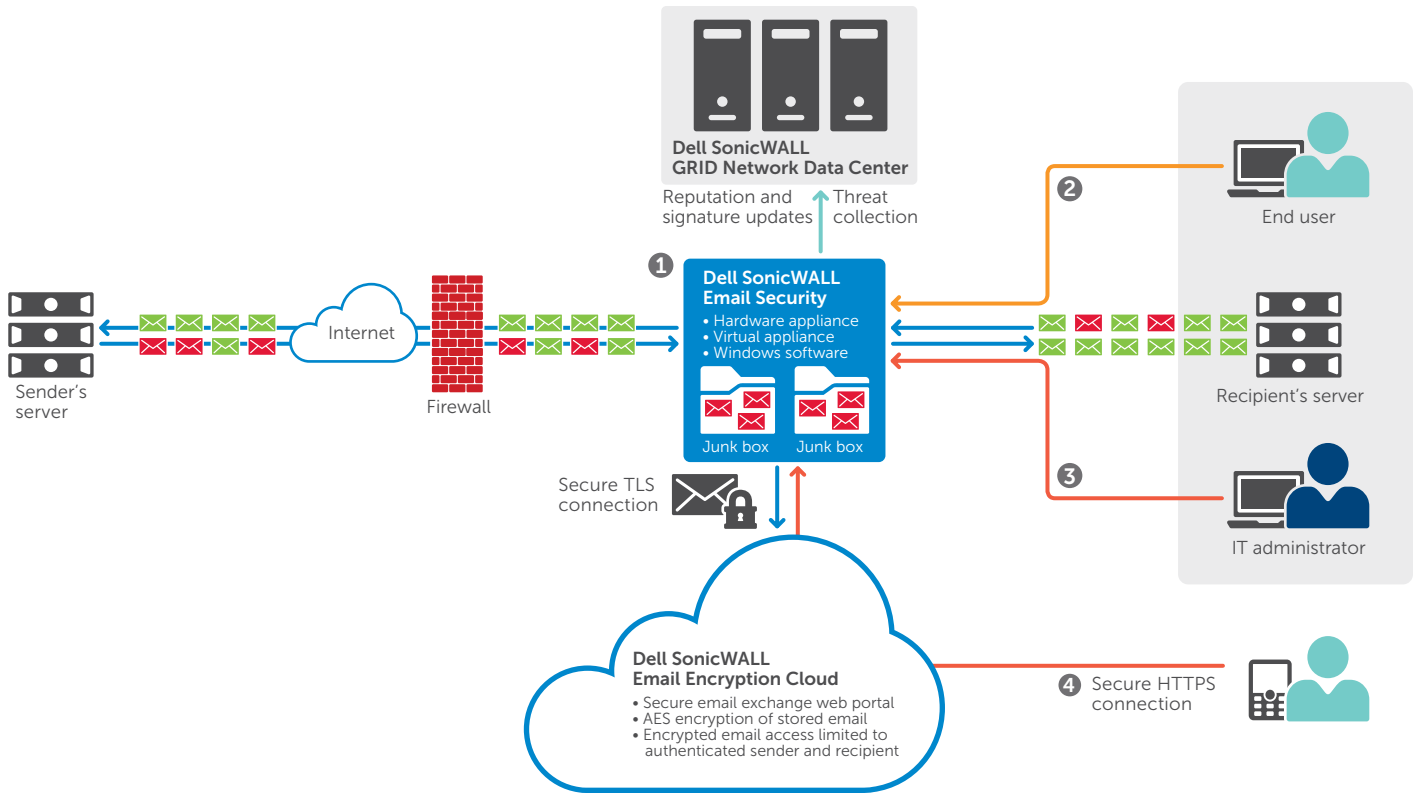 Dell SonicWALL
GRID Network Data Center
Reputation and
signature updates
Threat
collection
2
End user
1
Dell SonicWALL
Email Security
• Hardware appliance
• Virtual appliance
• Windows software
Junk box
Junk box
Sender's
server
Internet
Firewall
Recipient's server
3
IT administrator
Secure TLS
connection
Dell SonicWALL
Email Encryption Cloud
• Secure email exchange web portal
• AES encryption of stored email
• Encrypted email access limited to
authenticated sender and recipient
4 Secure HTTPS
connection